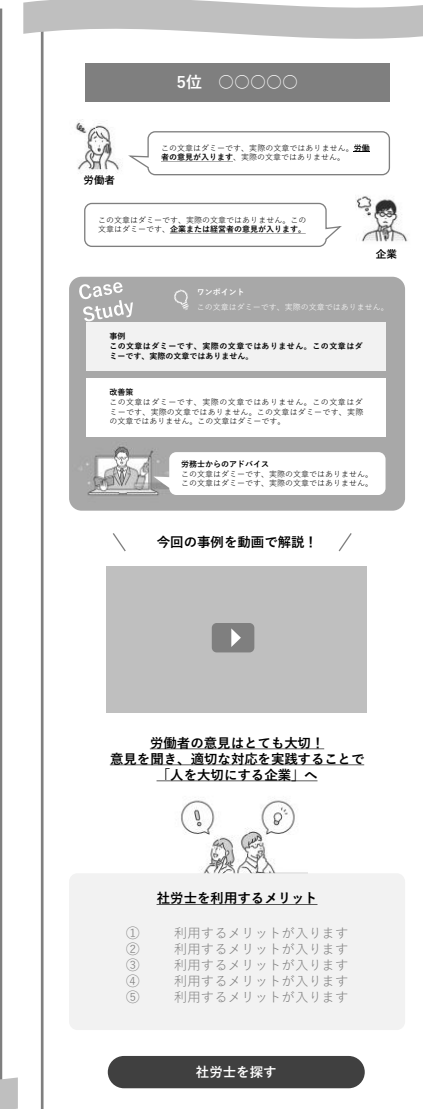 5位 ○○○○○
この文章はダミーです、実際の文章ではありません。労働
者の意見が入ります、実際の文章ではありません。
労働者
この文章はダミーです、実際の文章ではありません。この
文章はダミーです、企業または経営者の意見が入ります。
企業
Case
Study
ワンポイント
この文章はダミーです、実際の文章ではありません。
事例
この文章はダミーです、実際の文章ではありません。この文章はダ
ミーです、実際の文章ではありません。
改善策
この文章はダミーです、実際の文章ではありません。この文章はダ
ミーです、実際の文章ではありません。この文章はダミーです、実際
の文章ではありません。この文章はダミーです。
労務士からのアドバイス
この文章はダミーです、実際の文章ではありません。
この文章はダミーです、実際の文章ではありません。
今回の事例を動画で解説！
労働者の意見はとても大切！
意見を聞き、適切な対応を実践することで
「人を大切にする企業」へ
社労士を利用するメリット
① 利用するメリットが入ります
② 利用するメリットが入ります
③ 利用するメリットが入ります
④ 利用するメリットが入ります
⑤ 利用するメリットが入ります
社労士を探す